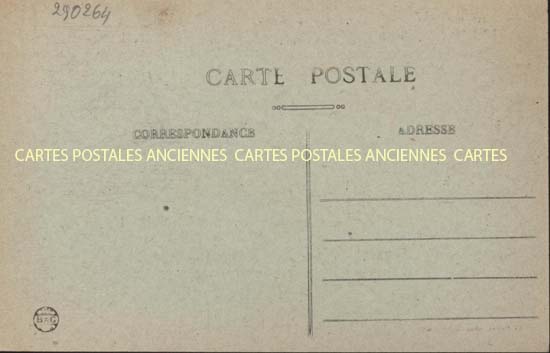 290264
CARTE POSTALE
CORRESPONDANCE
ADRESSE
CARTES POSTALES ANCIENNES CARTES POSTALES ANCIENNES CARTES
B&G